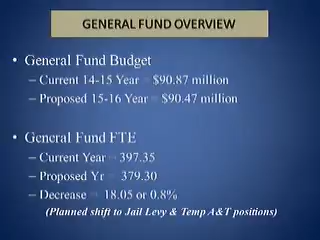 GENERAL FUND OVERVIEW
• General Fund Budget
– Current 14-15 Year = $90.87 million
– Proposed 15-16 Year = $90.47 million
• General Fund FTE
– Current Year = 397.35
– Proposed Yr = 379.30
– Decrease = 18.05 or 0.8%
(Planned shift to Jail Levy & Temp A&T positions)